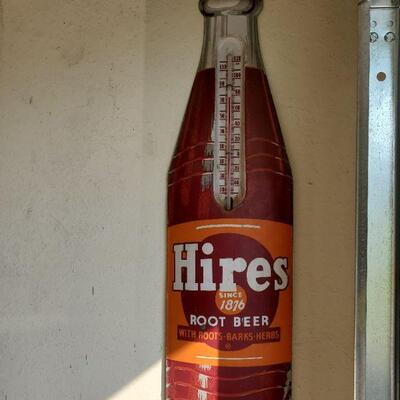 Hires
SINCE
1876
ROOT BEER
WITH ROOTS·BARKS·HERBS
®